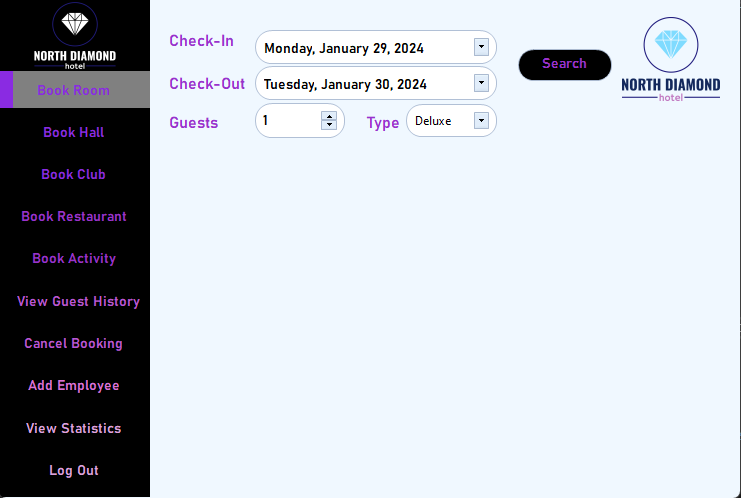 NORTH DIAMOND
hotel
Book Room
Book Hall
Book Club
Book Restaurant
Book Activity
View Guest History
Cancel Booking
Add Employee
View Statistics
Log Out
Check-In
Monday, January 29, 2024
Check-Out
Tuesday, January 30, 2024
Guests
1
Type
Deluxe
Search
NORTH DIAMOND
hotel